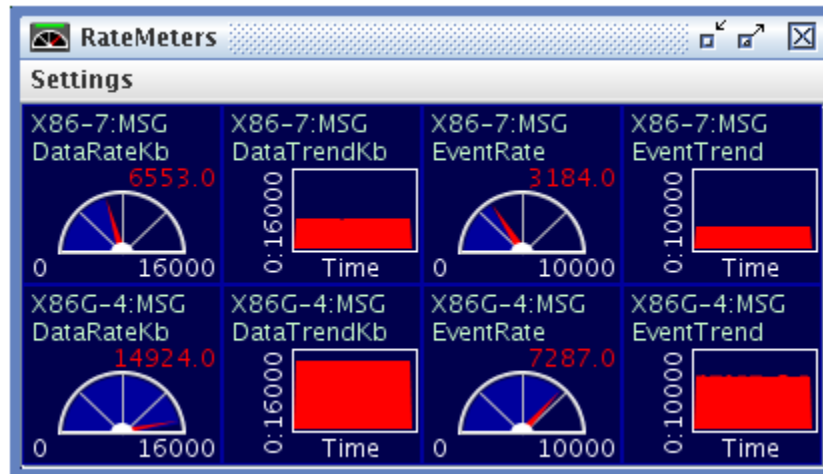 RateMeters
Settings
X86-7:MSG
DataRateKb
6553.0
0
16000
X86-7:MSG
DataTrendKb
0:16000
Time
X86-7:MSG
EventRate
3184.0
0
10000
X86-7:MSG
EventTrend
0:10000
Time
X86G-4:MSG
DataRateKb
14924.0
0
16000
X86G-4:MSG
DataTrendKb
0:16000
Time
X86G-4:MSG
EventRate
7287.0
0
10000
X86G-4:MSG
EventTrend
0:10000
Time